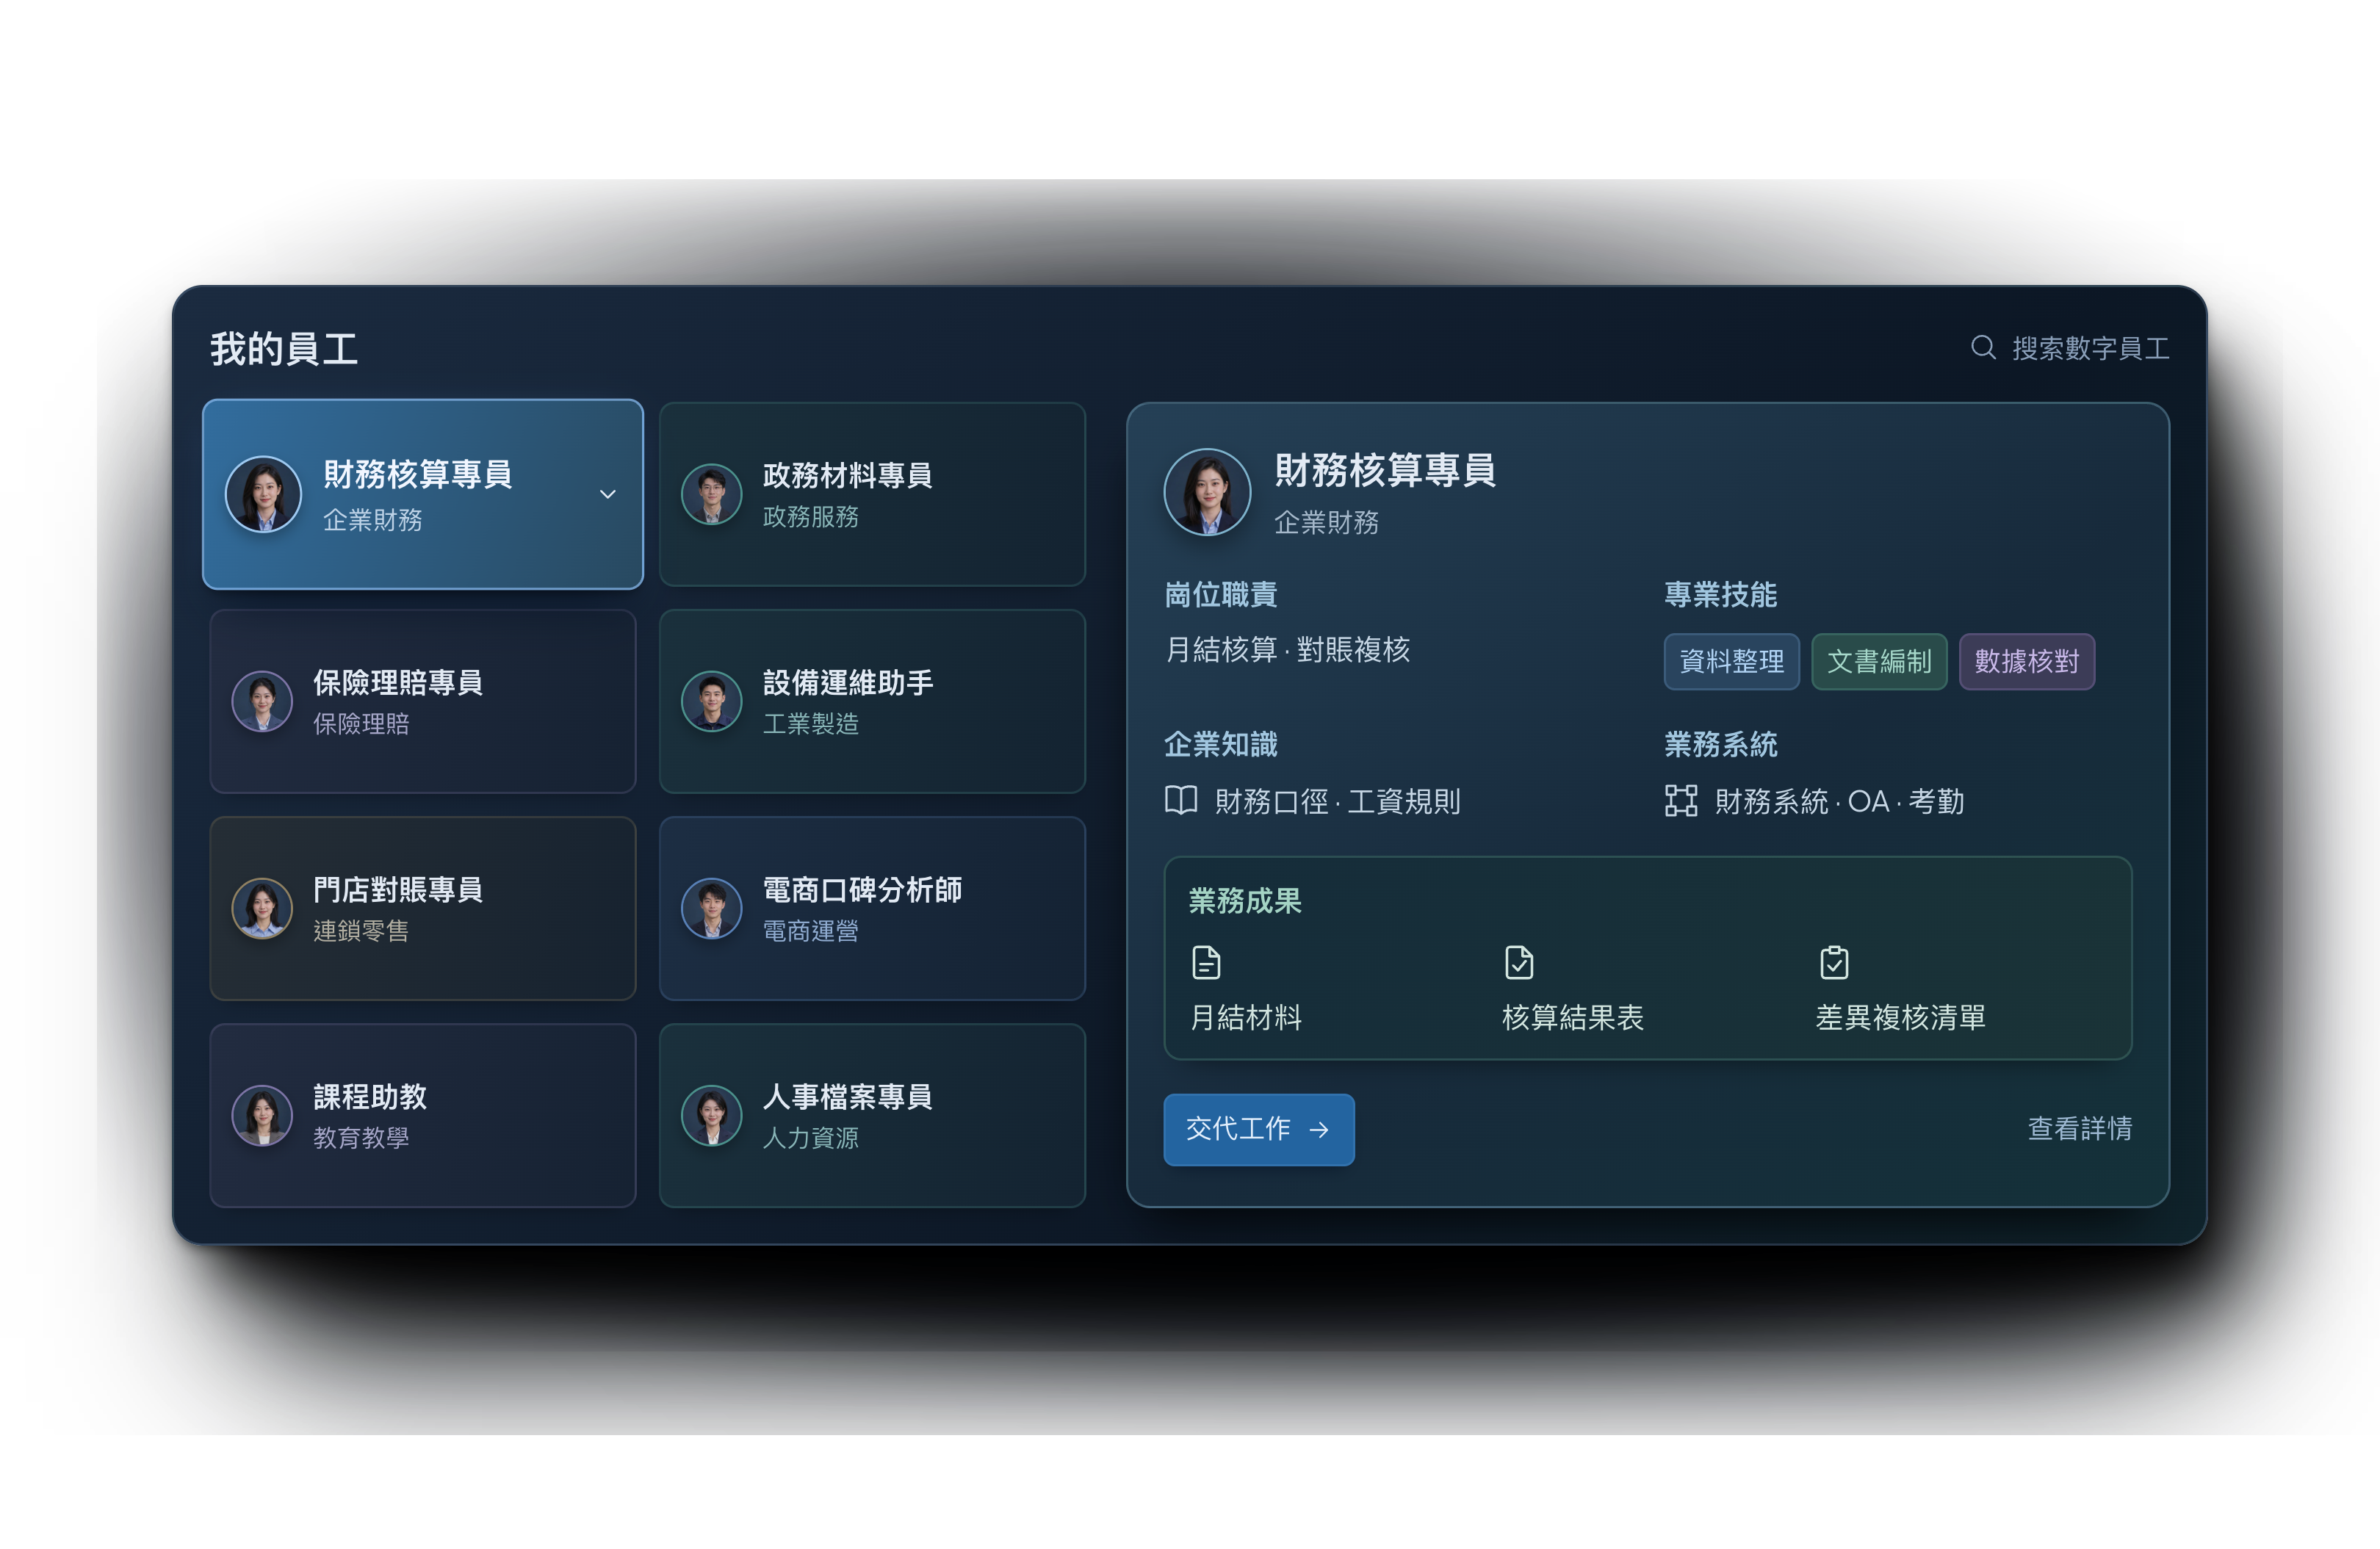 我的員工
搜索數字員工
財務核算專員
企業財務
政務材料專員
政務服務
保險理賠專員
保險理賠
設備運維助手
工業製造
門店對賬專員
連鎖零售
電商口碑分析師
電商運營
課程助教
教育教學
人事檔案專員
人力資源
財務核算專員
企業財務
崗位職責
月結核算·對賬複核
專業技能
資料整理 文書編制 數據核對
企業知識
財務口徑·工資規則
業務系統
財務系統·OA·考勤
業務成果
月結材料
核算結果表
差異複核清單
交代工作 →
查看詳情